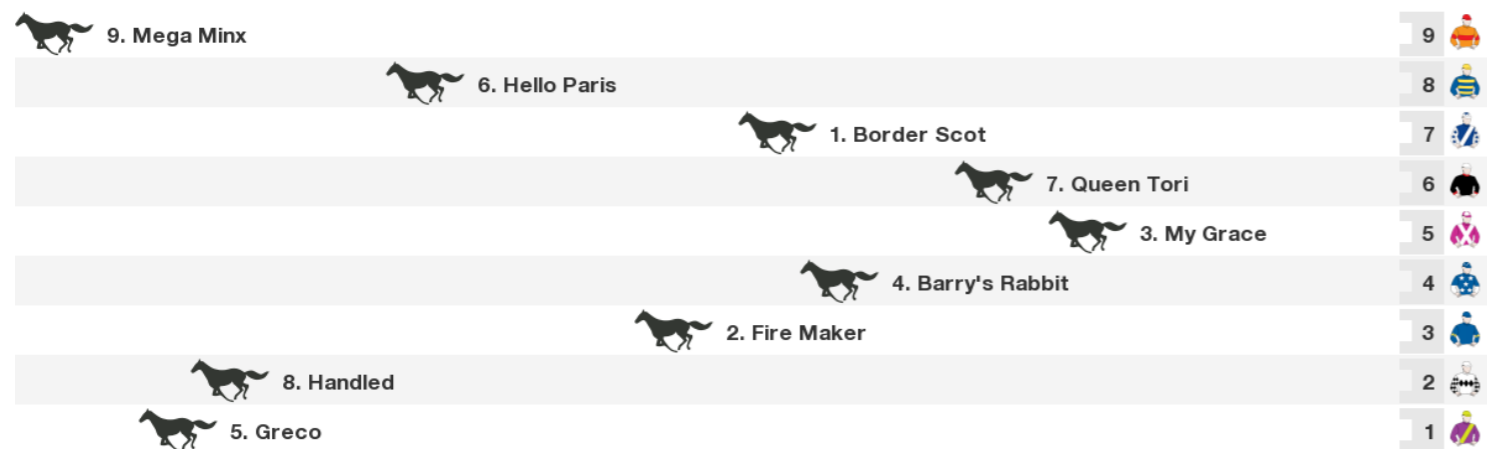 9. Mega Minx 9
6. Hello Paris 8
1. Border Scot 7
7. Queen Tori 6
3. My Grace 5
4. Barry's Rabbit 4
2. Fire Maker 3
8. Handled 2
5. Greco 1